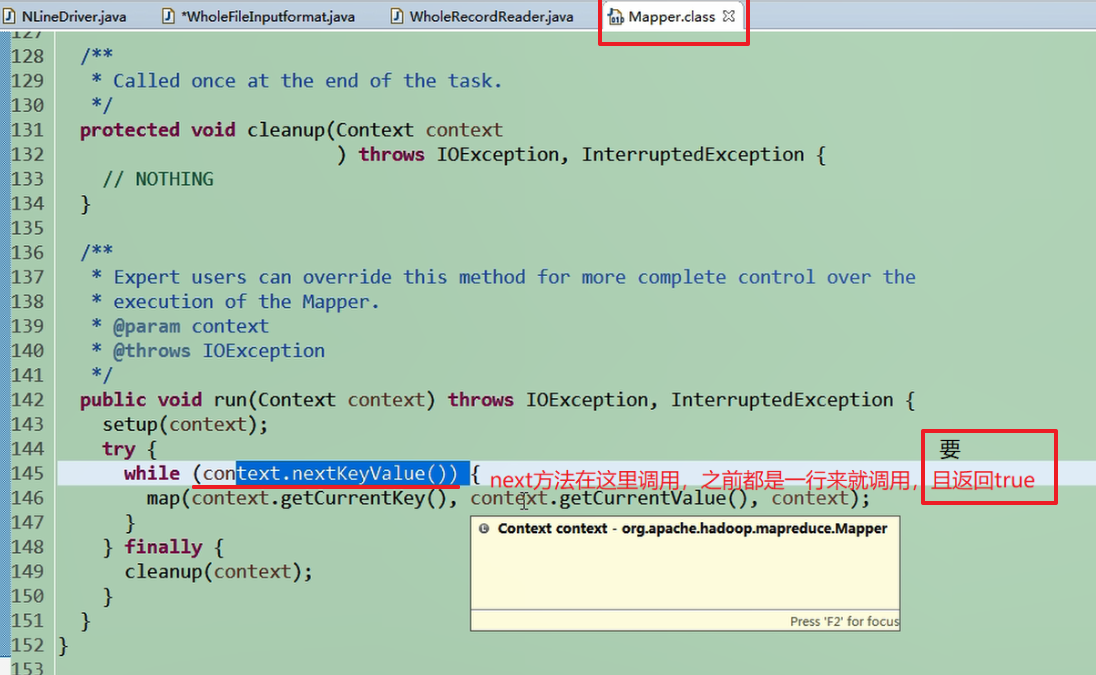 NLineDriver.java *WholeFileInputformat.java WholeRecordReader.java Mapper.class
127
128 /**
129 * Called once at the end of the task.
130 */
131 protected void cleanup(Context context
132 ) throws IOException, InterruptedException {
133 // NOTHING
134 }
135
136 /**
137 * Expert users can override this method for more complete control over the
138 * execution of the Mapper.
139 * @param context
140 * @throws IOException
141 */
142 public void run(Context context) throws IOException, InterruptedException {
143 setup(context);
144 try {
要
145 while (context.nextKeyValue()) {
next方法在这里调用，之前都是一行来就调用，且返回true
146 map(context.getCurrentKey(), context.getCurrentValue(), context);
147 }
Context context - org.apache.hadoop.mapreduce.Mapper
148 } finally {
149 cleanup(context);
150 }
151 }
Press 'F2' for focus
152 }
153